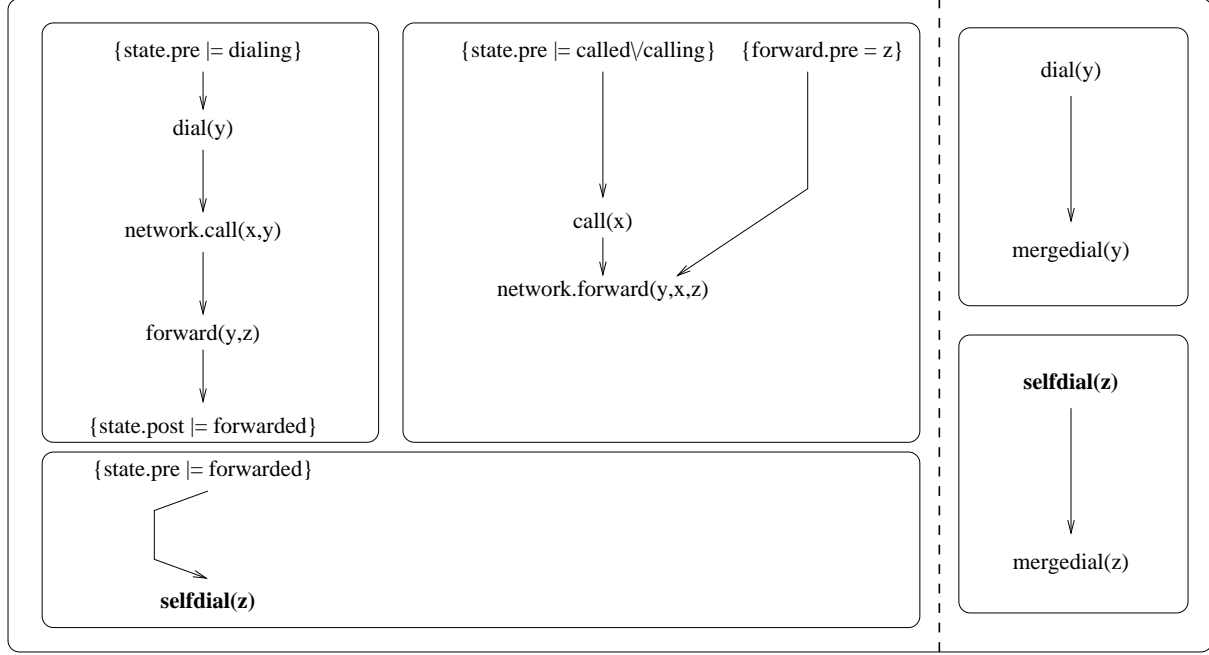 {state.pre |= dialing}
dial(y)
network.call(x,y)
forward(y,z)
{state.post |= forwarded}
{state.pre |= called\/calling}
{forward.pre = z}
call(x)
network.forward(y,x,z)
{state.pre |= forwarded}
selfdial(z)
dial(y)
mergedial(y)
selfdial(z)
mergedial(z)